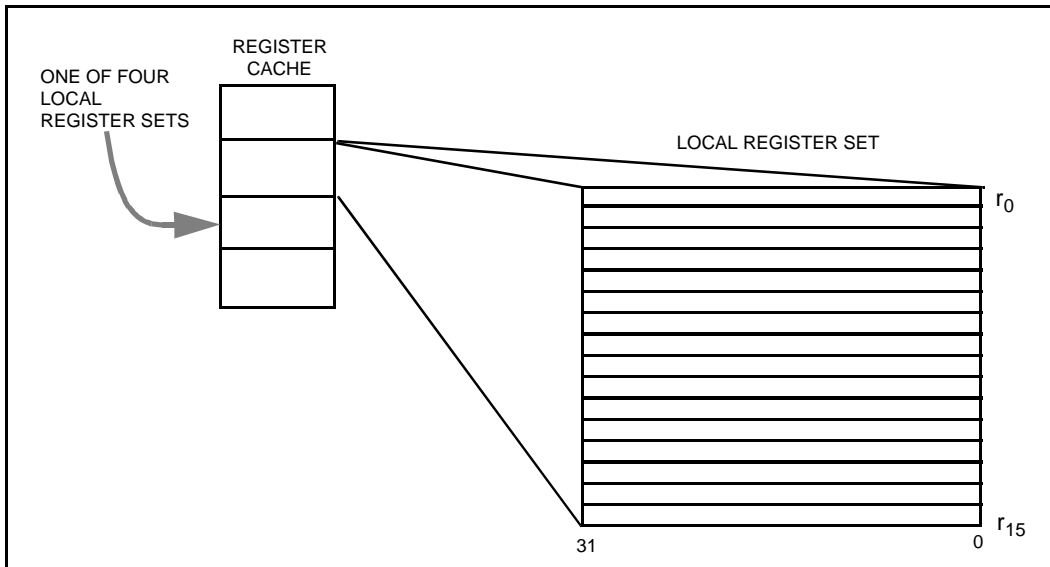 REGISTER
CACHE
ONE OF FOUR
LOCAL
REGISTER SETS
LOCAL REGISTER SET
r0
r15
31
0